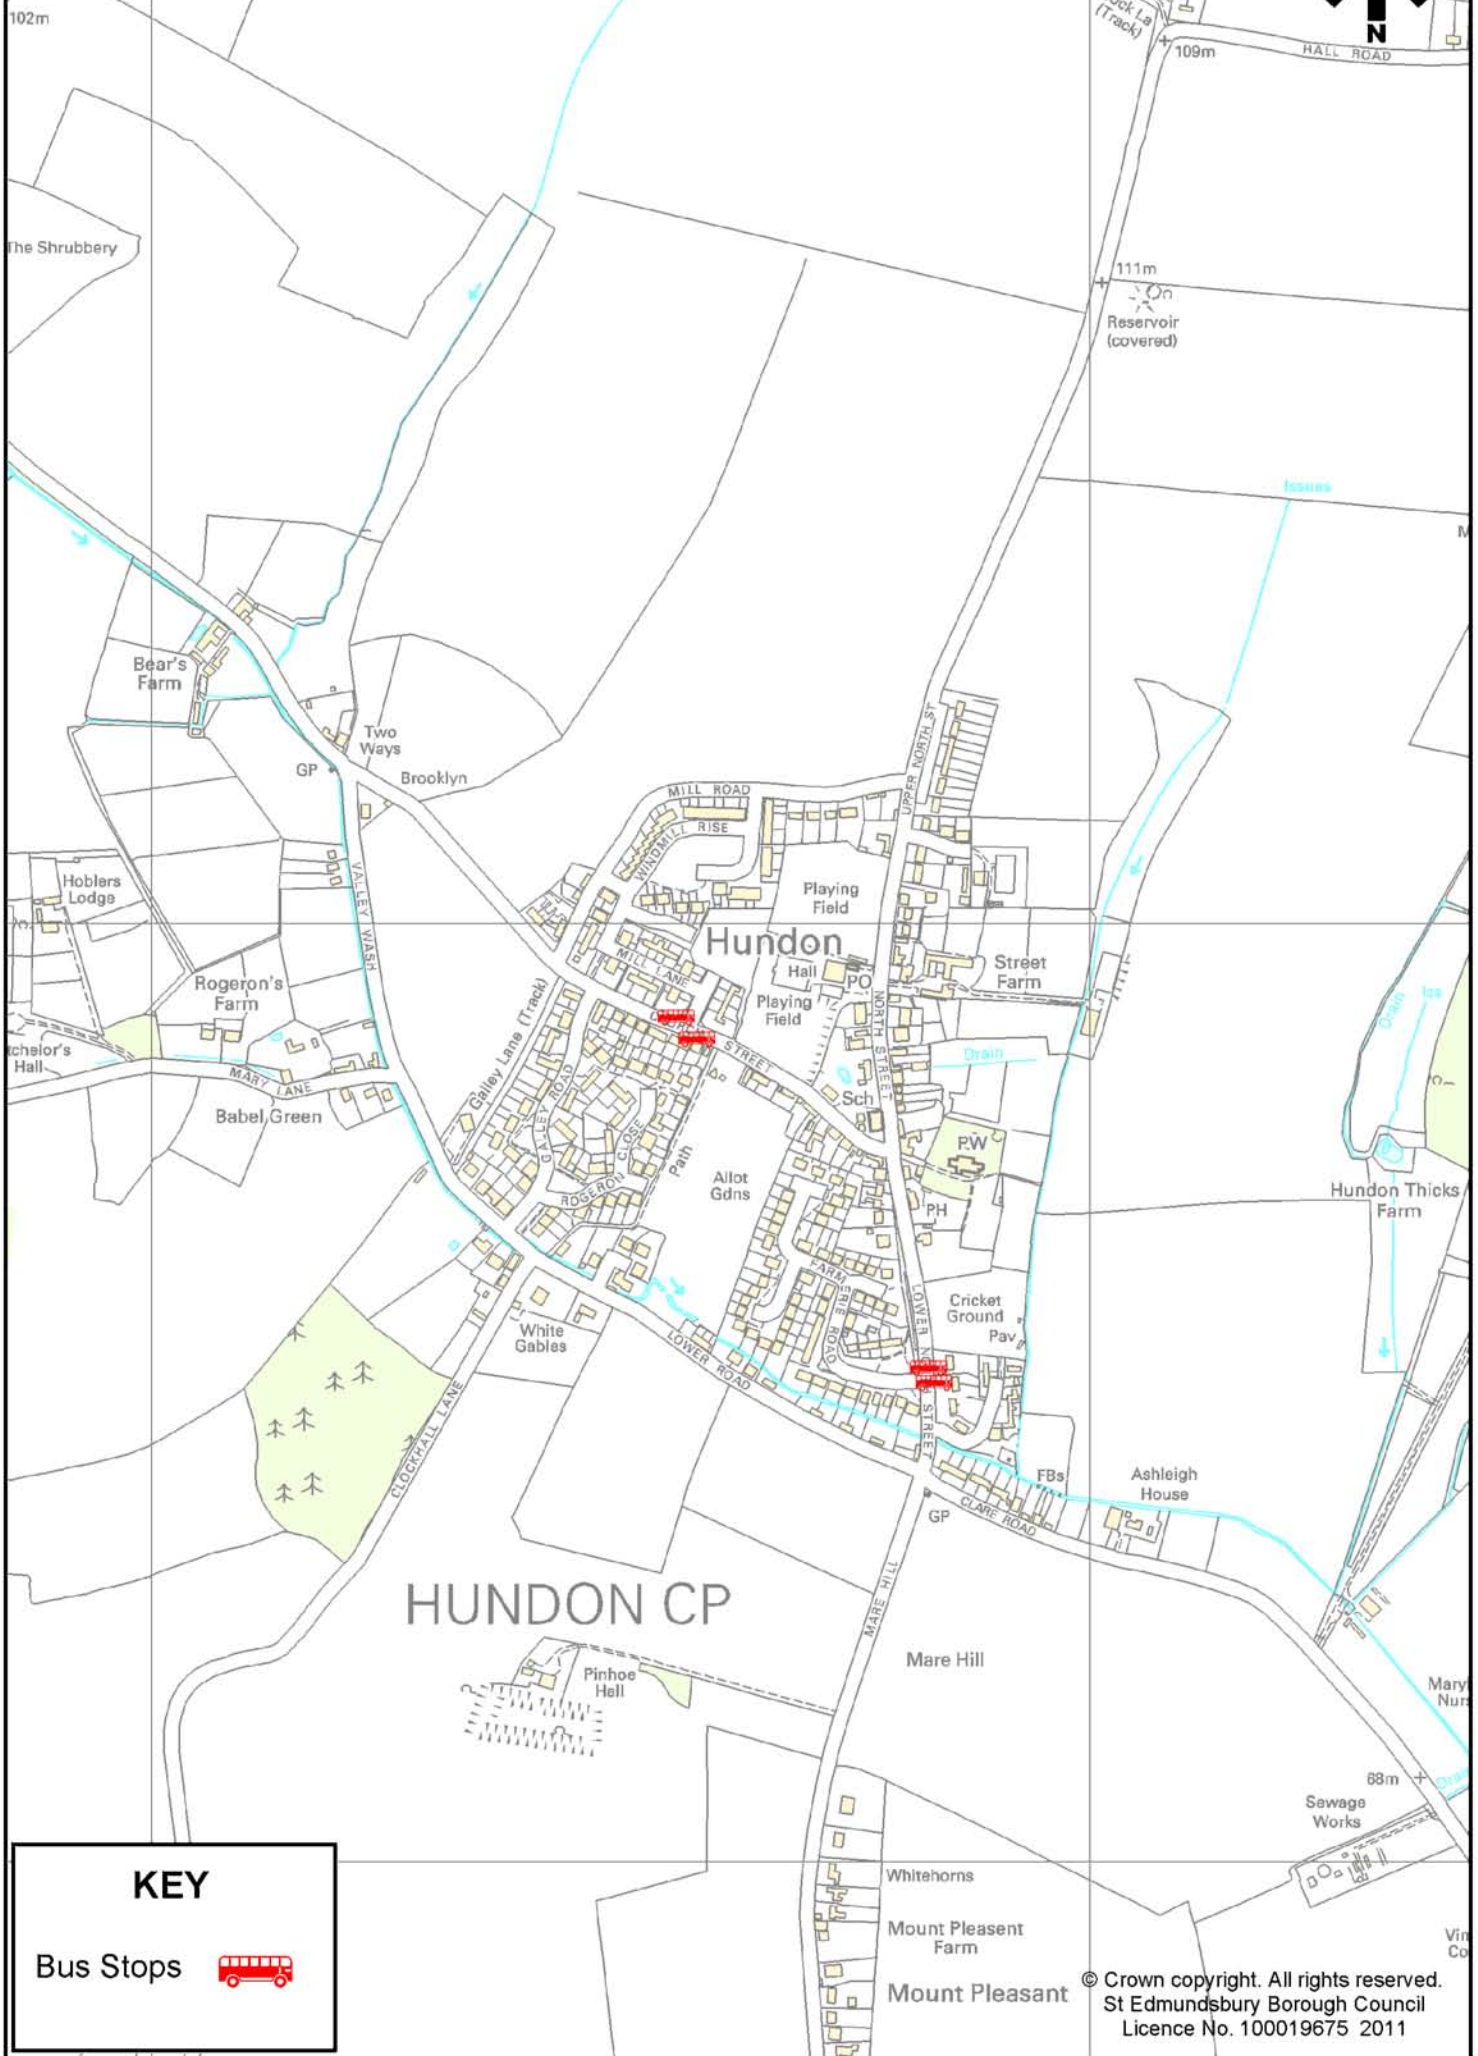 102m
(Track)
N
109m
HALL ROAD
The Shrubbery
111m
Reservoir
(covered)
Issues
Bear's
Farm
Two
Ways
GP
Brooklyn
UPPER NORTH ST
MILL ROAD
WINDMILL RISE
Hoblers
Lodge
VALLEY WASH
Playing
Field
Hundon
MILL LANE
Hall
PO
Street
Farm
Rogeron's
Farm
Playing
Field
NORTH STREET
Drain
Drain
Galley Lane (Track)
STREET
Hall
MARY LANE
Babel Green
GALLEY ROAD
CLOSE
ROGERON
Path
Sch
PW
Allot
Gdns
PH
Hundon Thicks
Farm
FARMERIE ROAD
LOWER
STREET
Cricket
Ground
Pav
White
Gables
LOWER ROAD
CLOCKHALL LANE
FBs
Ashleigh
House
GP
CLARE ROAD
MARE HILL
HUNDON CP
Mare Hill
Pinhoe
Hall
68m
Sewage
Works
Whitehorns
Mount Pleasent
Farm
Mount Pleasant
KEY
Bus Stops
© Crown copyright. All rights reserved.
St Edmundsbury Borough Council
Licence No. 100019675 2011